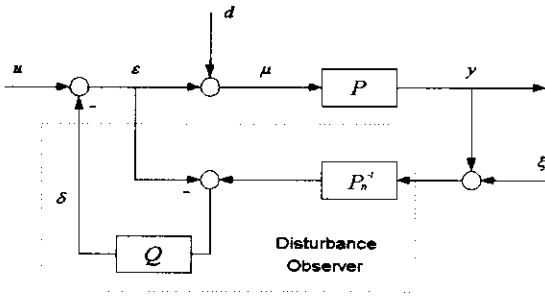 d
u
ε
μ
P
y
-
ξ
-
P_n^{-1}
δ
Q
Disturbance
Observer